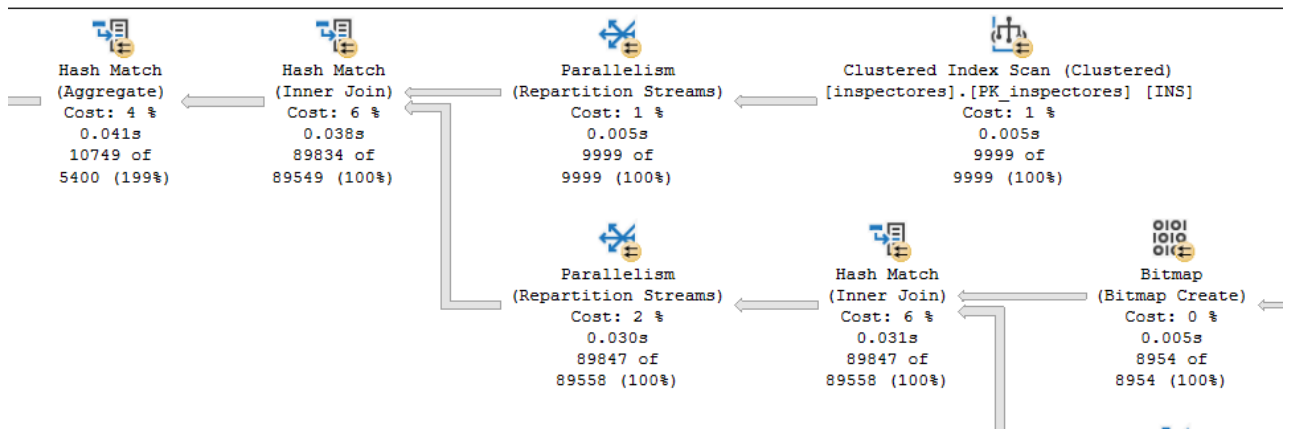 Hash Match
(Aggregate)
Cost: 4 %
0.041s
10749 of
5400 (199%)
Hash Match
(Inner Join)
Cost: 6 %
0.038s
89834 of
89549 (100%)
Parallelism
(Repartition Streams)
Cost: 1 %
0.005s
9999 of
9999 (100%)
Clustered Index Scan (Clustered)
[inspectores].[PK_inspectores] [INS]
Cost: 1 %
0.005s
9999 of
9999 (100%)
Parallelism
(Repartition Streams)
Cost: 2 %
0.030s
89847 of
89558 (100%)
Hash Match
(Inner Join)
Cost: 6 %
0.031s
89847 of
89558 (100%)
Bitmap
(Bitmap Create)
Cost: 0 %
0.005s
8954 of
8954 (100%)